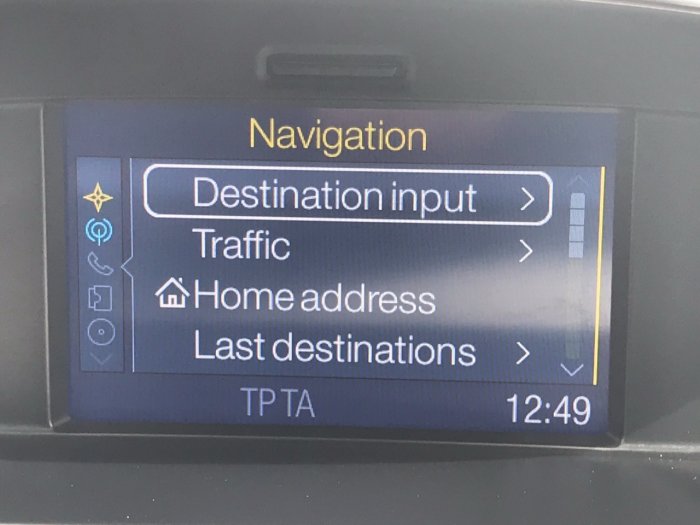 Navigation
Destination input
Traffic
Home address
Last destinations
TP TA 12:49